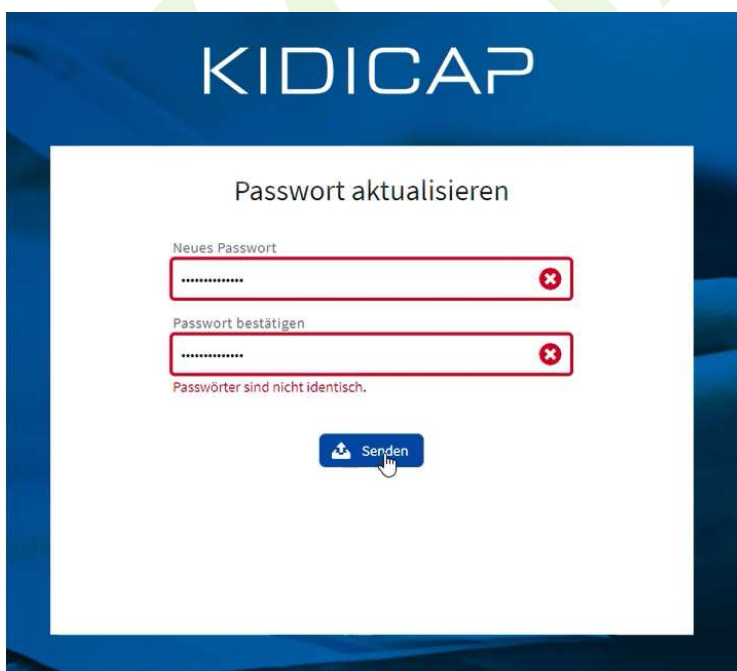 KIDICAP
Passwort aktualisieren
Neues Passwort
••••••••••••••
Passwort bestätigen
••••••••••••••
Passwörter sind nicht identisch.
Senden